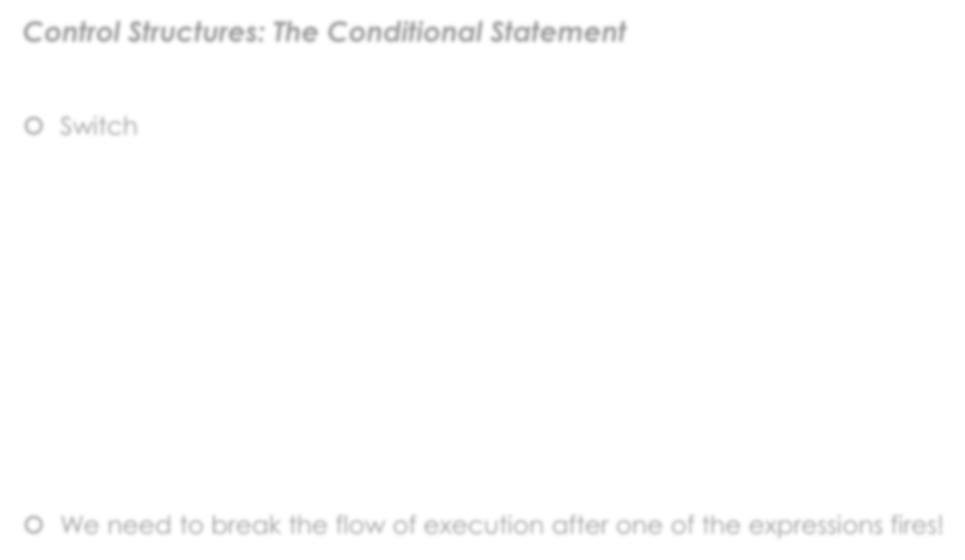 Control Structures: The Conditional Statement
Switch
We need to break the flow of execution after one of the expressions fires!